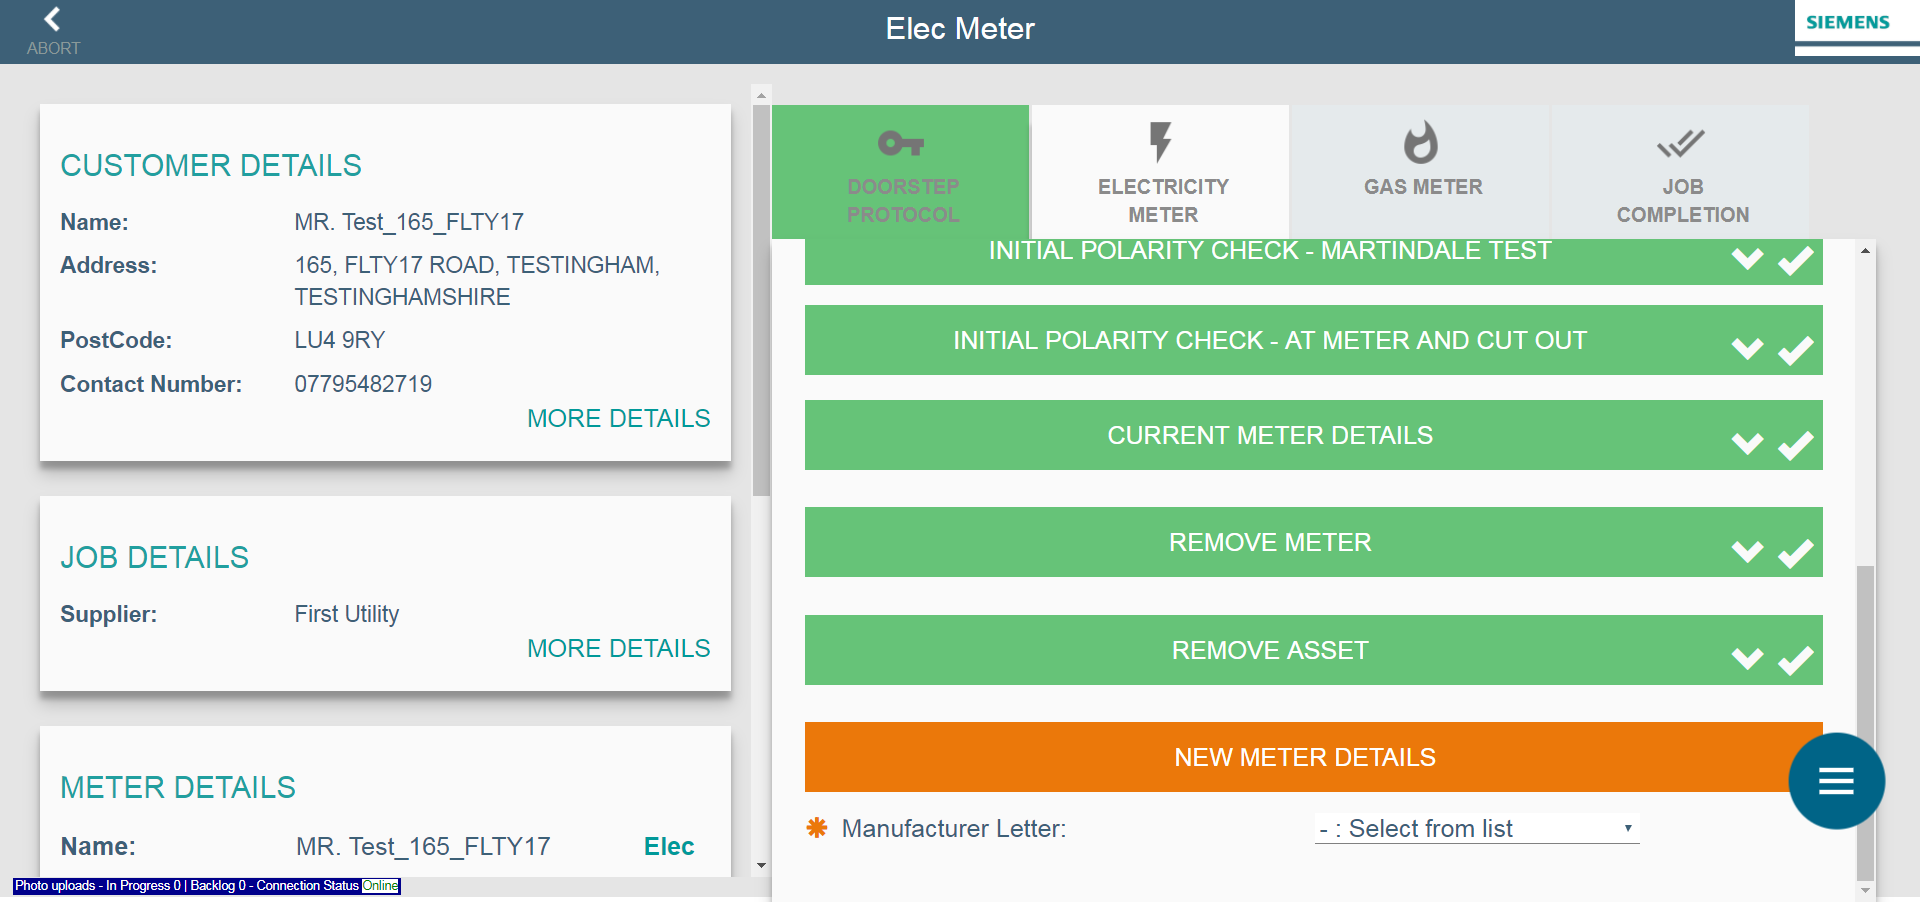 ABORT
Elec Meter
SIEMENS
CUSTOMER DETAILS
Name: MR. Test_165_FLTY17
Address: 165, FLTY17 ROAD, TESTINGHAM,
TESTINGHAMSHIRE
PostCode: LU4 9RY
Contact Number: 07795482719
MORE DETAILS
JOB DETAILS
Supplier: First Utility
MORE DETAILS
METER DETAILS
Name: MR. Test_165_FLTY17 Elec
Photo uploads - In Progress 0 | Backlog 0 - Connection Status Online
DOORSTEP
PROTOCOL
ELECTRICITY
METER
GAS METER
JOB
COMPLETION
INITIAL POLARITY CHECK - MARTINDALE TEST
INITIAL POLARITY CHECK - AT METER AND CUT OUT
CURRENT METER DETAILS
REMOVE METER
REMOVE ASSET
NEW METER DETAILS
✱ Manufacturer Letter: - : Select from list